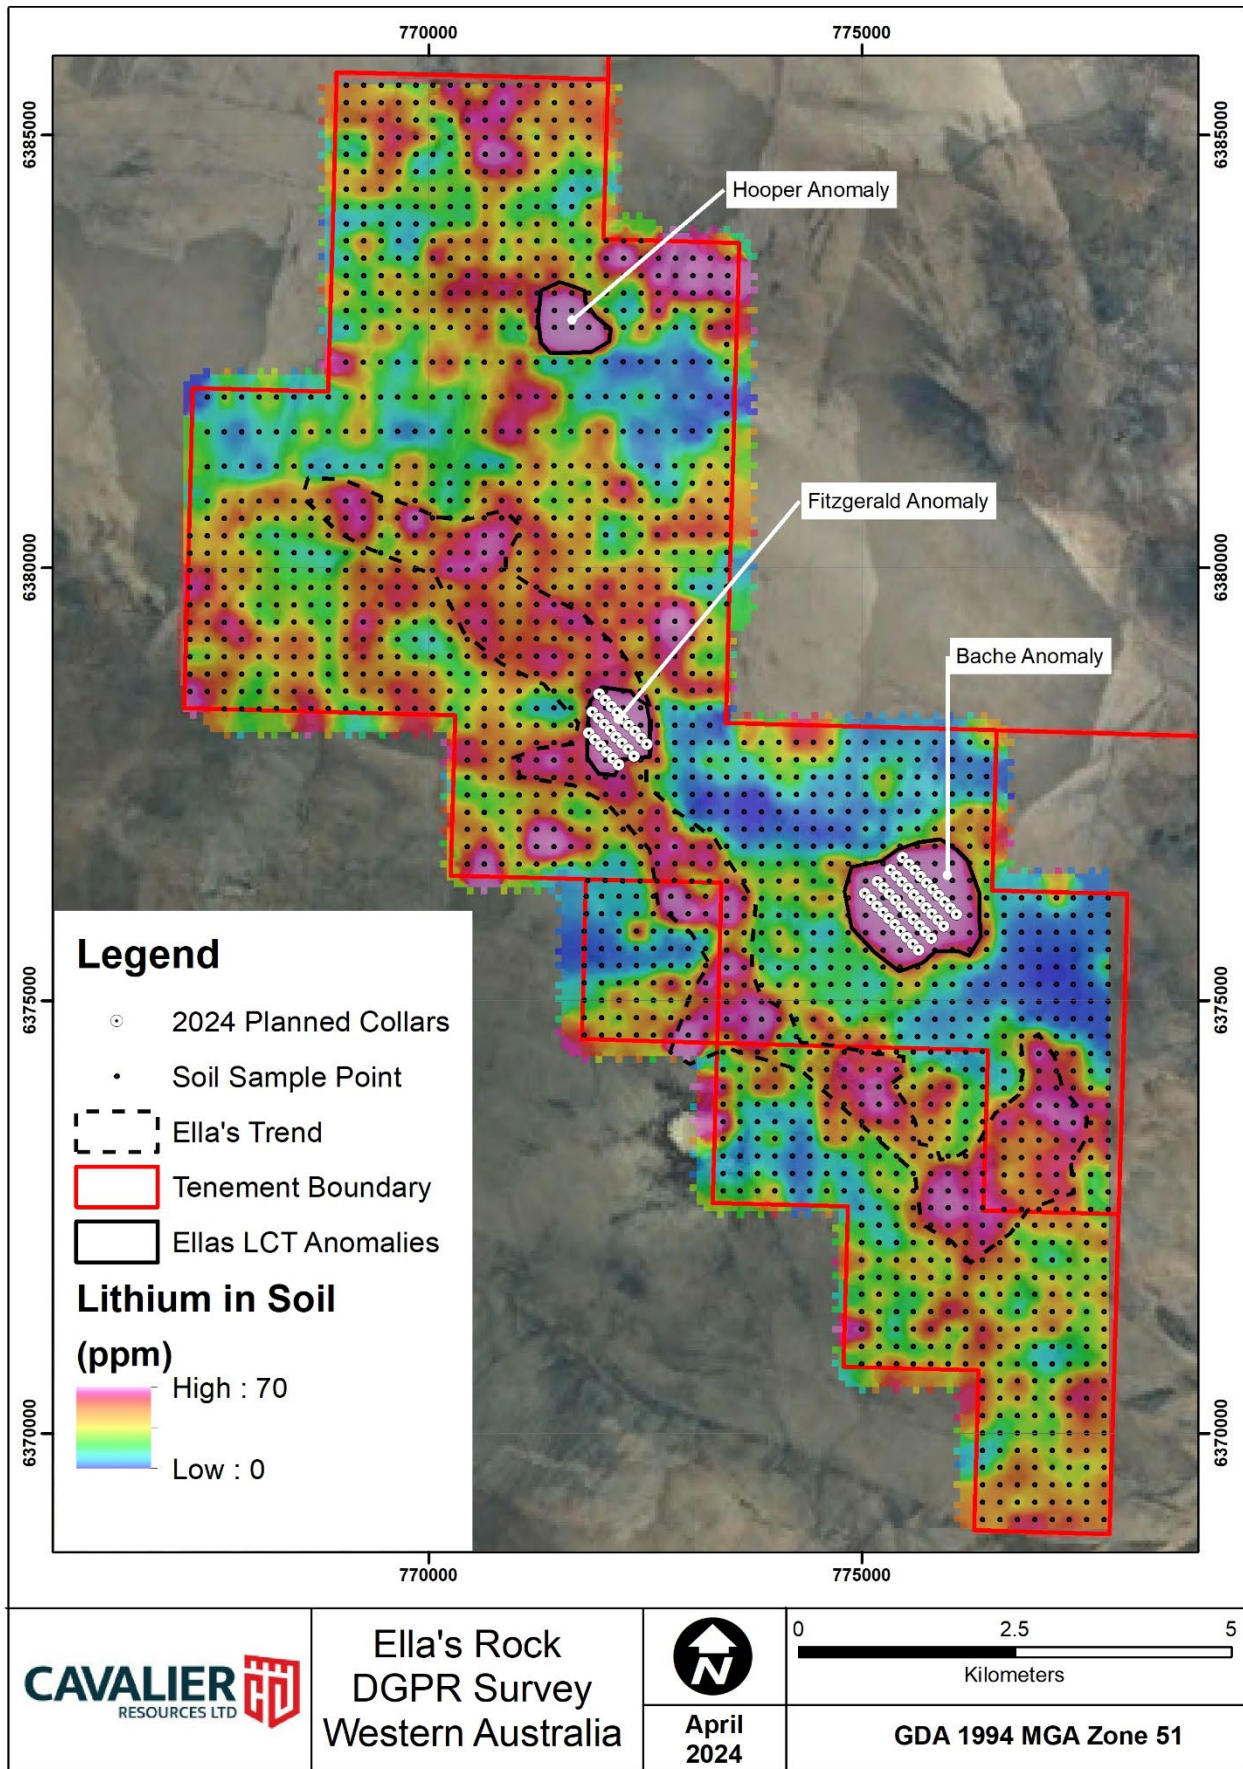 770000
775000
6385000
6385000
Hooper Anomaly
Fitzgerald Anomaly
6380000
6380000
Bache Anomaly
6375000
6375000
Legend
2024 Planned Collars
Soil Sample Point
Ella's Trend
Tenement Boundary
Ellas LCT Anomalies
Lithium in Soil
(ppm)
High : 70
Low : 0
6370000
6370000
770000
775000
CAVALIER
RESOURCES LTD
Ella's Rock
DGPR Survey
Western Australia
N
April
2024
0 2.5 5
Kilometers
GDA 1994 MGA Zone 51